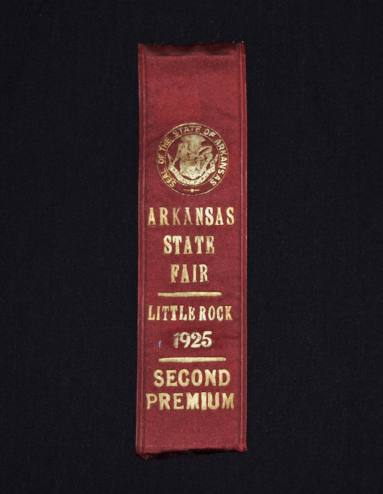 SEAL OF THE STATE OF ARKANSAS
ARKANSAS
STATE
FAIR
LITTLE ROCK
1925
SECOND
PREMIUM